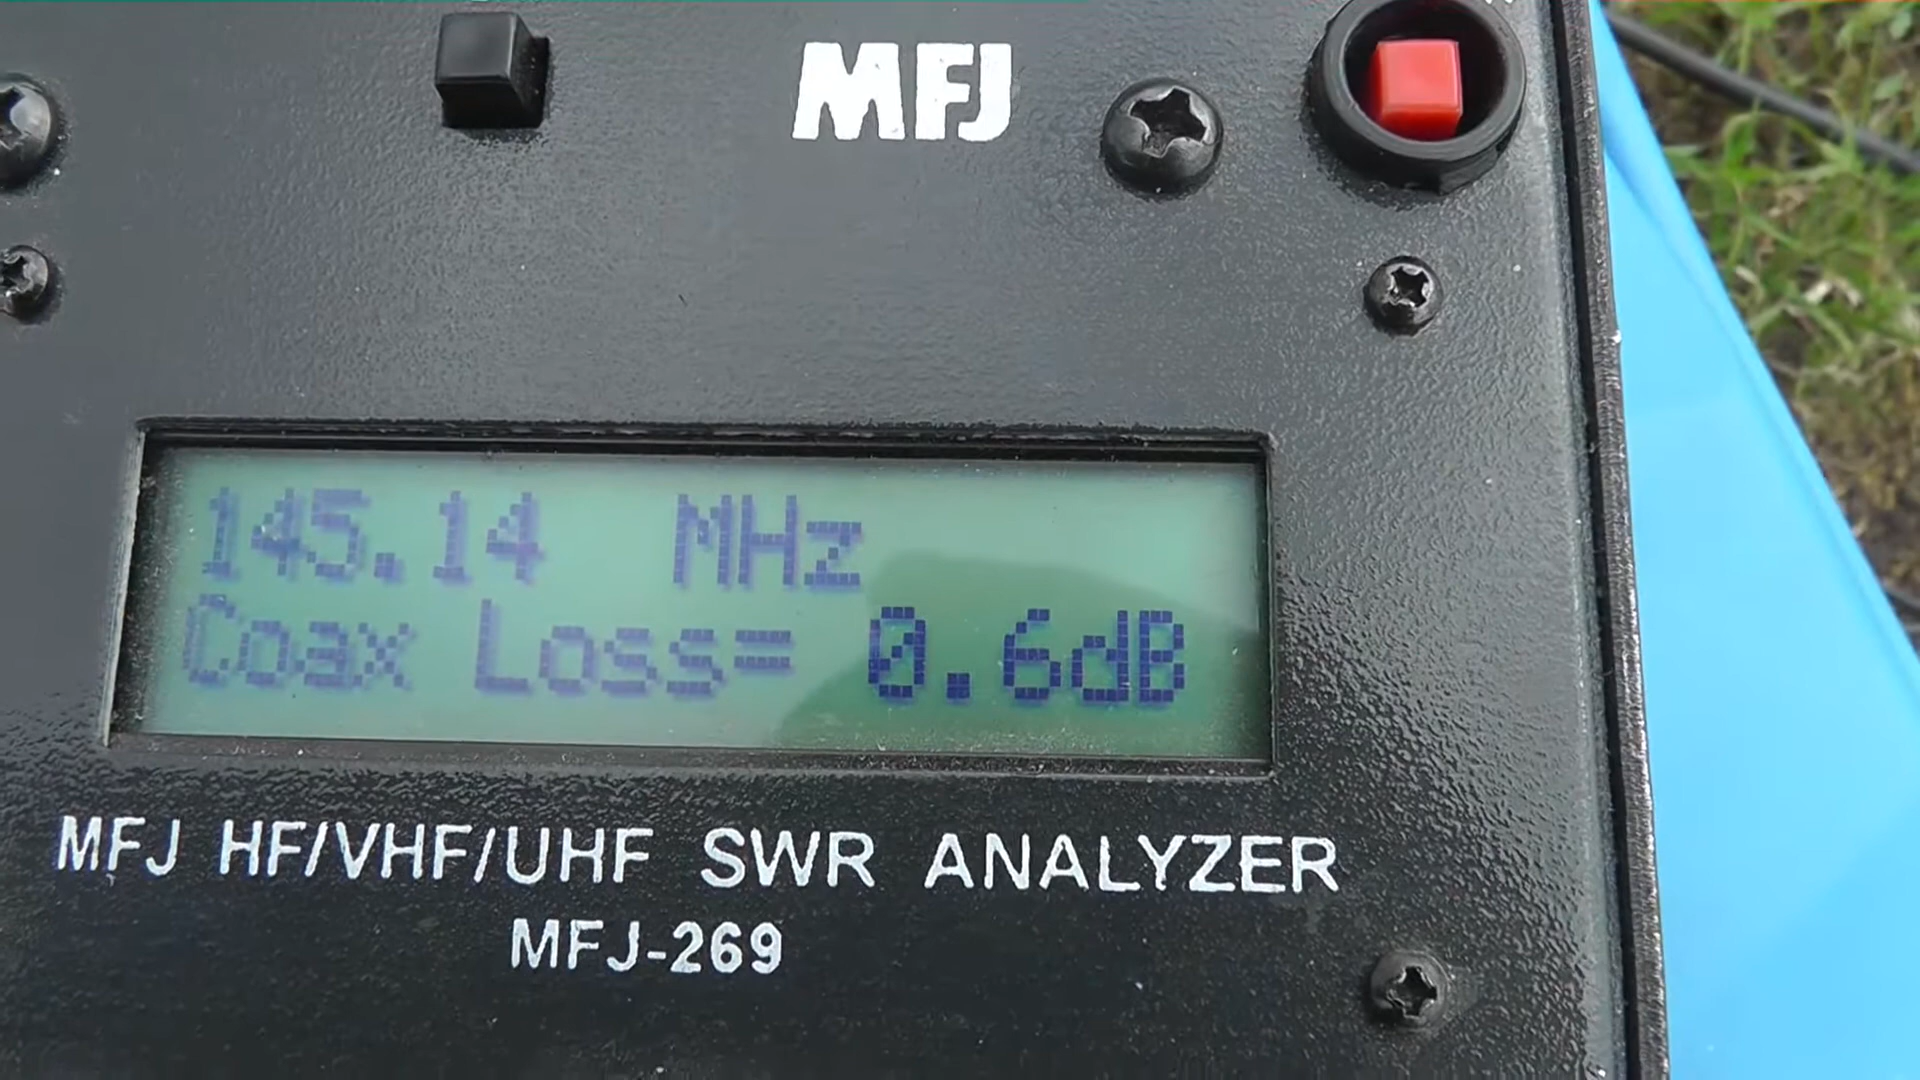 MFJ
145.14 MHz
Coax Loss= 0.6dB
MFJ HF/VHF/UHF SWR ANALYZER
MFJ-269